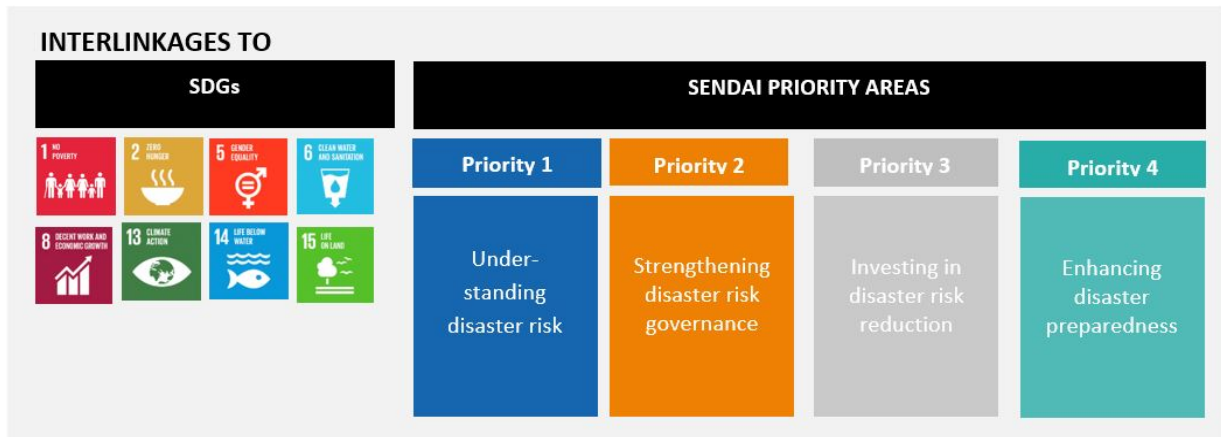 INTERLINKAGES TO
SDGs
1 NO
POVERTY
2 ZERO
HUNGER
5 GENDER
EQUALITY
6 CLEAN WATER
AND SANITATION
8 DECENT WORK AND
ECONOMIC GROWTH
13 CLIMATE
ACTION
14 LIFE BELOW
WATER
15 LIFE
ON LAND
SENDAI PRIORITY AREAS
Priority 1
Under-
standing
disaster risk
Priority 2
Strengthening
disaster risk
governance
Priority 3
Investing in
disaster risk
reduction
Priority 4
Enhancing
disaster
preparedness